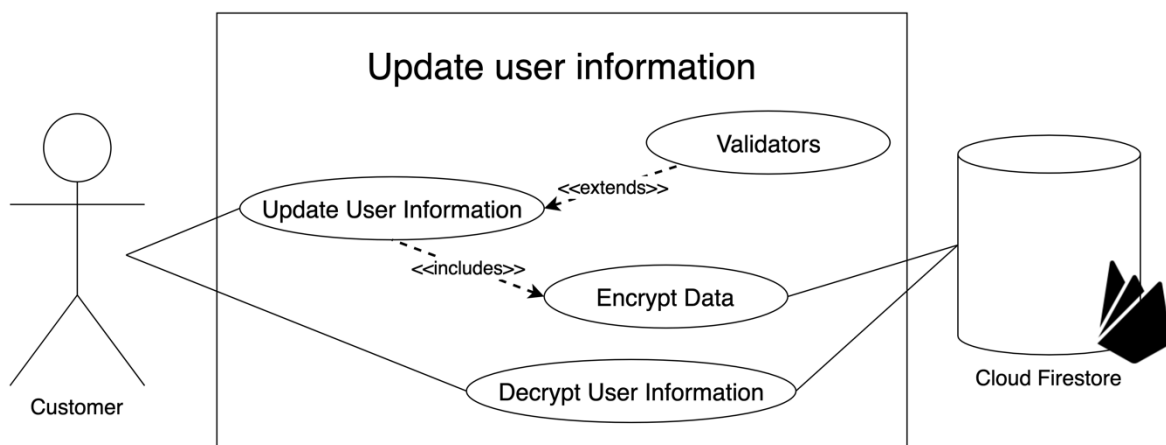 Update user information
Validators
<<extends>>
Update User Information
<<includes>>
Encrypt Data
Decrypt User Information
Customer
Cloud Firestore